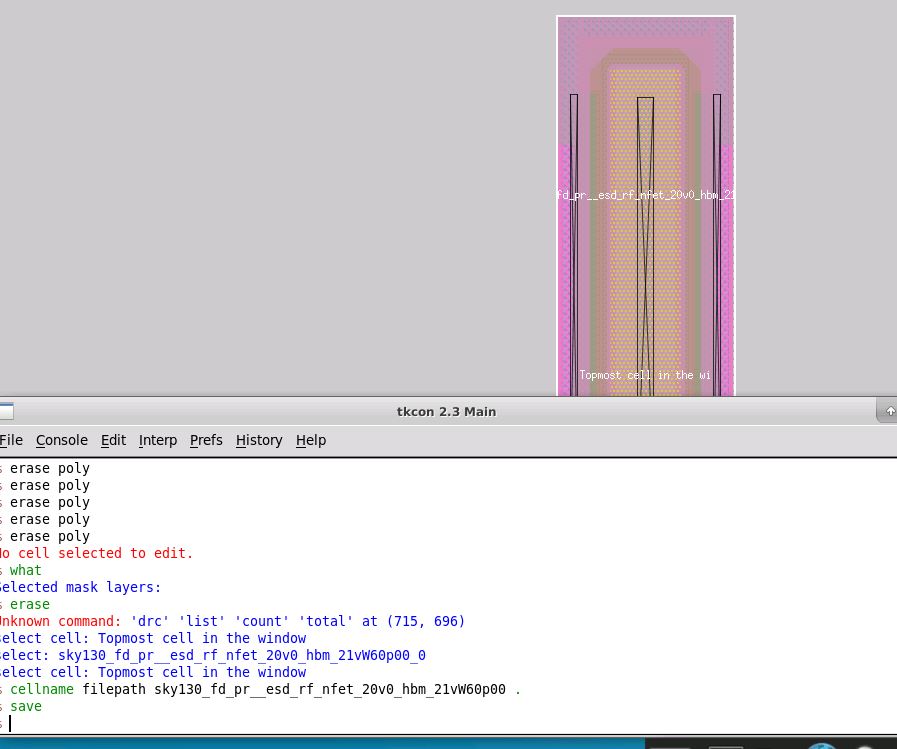 fd_pr__esd_rf_nfet_20v0_hbm_21
Topmost cell in the wi
tkcon 2.3 Main
File Console Edit Interp Prefs History Help
erase poly
erase poly
erase poly
erase poly
erase poly
No cell selected to edit.
what
Selected mask layers:
erase
Unknown command: 'drc' 'list' 'count' 'total' at (715, 696)
select cell: Topmost cell in the window
select: sky130_fd_pr__esd_rf_nfet_20v0_hbm_21vW60p00_0
select cell: Topmost cell in the window
cellname filepath sky130_fd_pr__esd_rf_nfet_20v0_hbm_21vW60p00 .
save